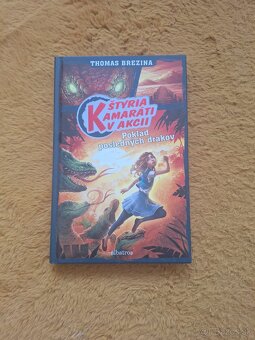 THOMAS BREZINA
ŠTYRIA
KAMARÁTI
V AKCII
Poklad
posledných drakov
albatros